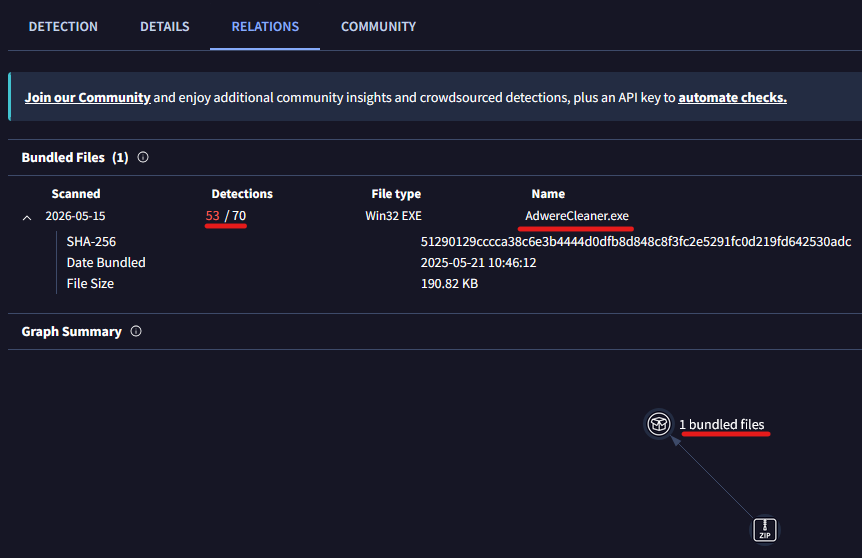 DETECTION DETAILS RELATIONS COMMUNITY
Join our Community and enjoy additional community insights and crowdsourced detections, plus an API key to automate checks.
Bundled Files (1)
Scanned Detections File type Name
2026-05-15 53 / 70 Win32 EXE AdwereCleaner.exe
SHA-256 51290129cccca38c6e3b4444d0dfb8d848c8f3fc2e5291fc0d219fd642530adc
Date Bundled 2025-05-21 10:46:12
File Size 190.82 KB
Graph Summary
1 bundled files
ZIP